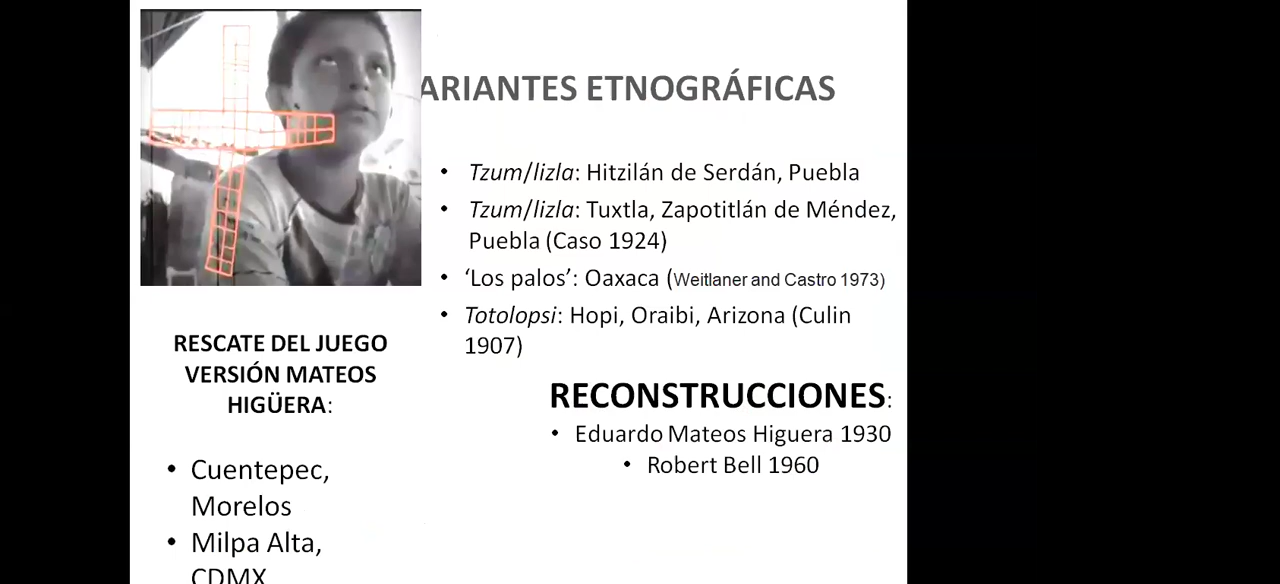 ARIANTES ETNOGRÁFICAS
• Tzum/lizla: Hitzilán de Serdán, Puebla
• Tzum/lizla: Tuxtla, Zapotitlán de Méndez,
Puebla (Caso 1924)
• ‘Los palos’: Oaxaca (Weitlaner and Castro 1973)
• Totolopsi: Hopi, Oraibi, Arizona (Culin
1907)
RESCATE DEL JUEGO
VERSIÓN MATEOS
HIGÜERA:
• Cuentepec,
Morelos
• Milpa Alta,
CDMX
RECONSTRUCCIONES:
• Eduardo Mateos Higuera 1930
• Robert Bell 1960